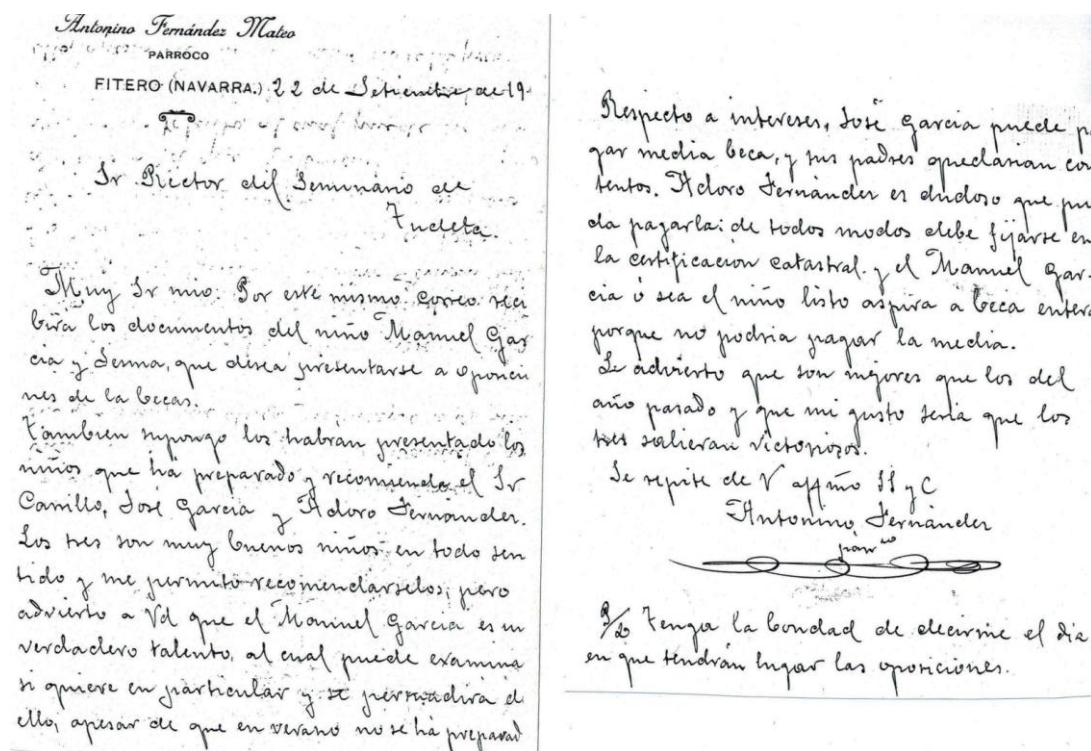 Antonino Fernández Mateo
PARROCO
FITERO (NAVARRA.) 22 de Setiembre de 19
Sr Rector del Seminario de
Tudela.
Muy Sr mio: Por este mismo correo reci
birá los documentos del niño Manuel Gar
cia y Sesma, que desea presentarse a oposicio
nes de la becas.
Tambien supongo los habrán presentado los
niños que ha preparado y recomienda el Sr
Carrillo, José Garcia y Adoro Fernandez.
Los tres son muy buenos niños en todo sen
tido y me permito recomendárselos; pero
advierto a Vd que el Manuel Garcia es un
verdadero talento, al cual puede examina
si quiere en particular y se persuadirá d
ello, apesar de que en verano no se ha preparad
Respecto a intereses, José Garcia puede p
gar media beca, y sus padres quedarian con
tentos. Adoro Fernández es dudoso que pue
da pagarla: de todos modos debe fijarse en
la certificacion catastral. y el Manuel Gar.
cia ó sea el niño listo aspira a beca entera
porque no podria pagar la media.
Le advierto que son mejores que los del
año pasado y que mi gusto seria que los
tres salieran victoriosos.
Se repite de V affmo SS y C
Antonino Fernández
párroco
P/D Tenga la bondad de decirme el dia
en que tendrán lugar las oposiciones.